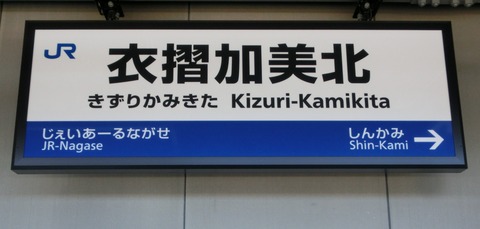 JR
衣摺加美北
きずりかみきた Kizuri-Kamikita
じぇいあーるながせ
JR-Nagase
しんかみ
Shin-Kami